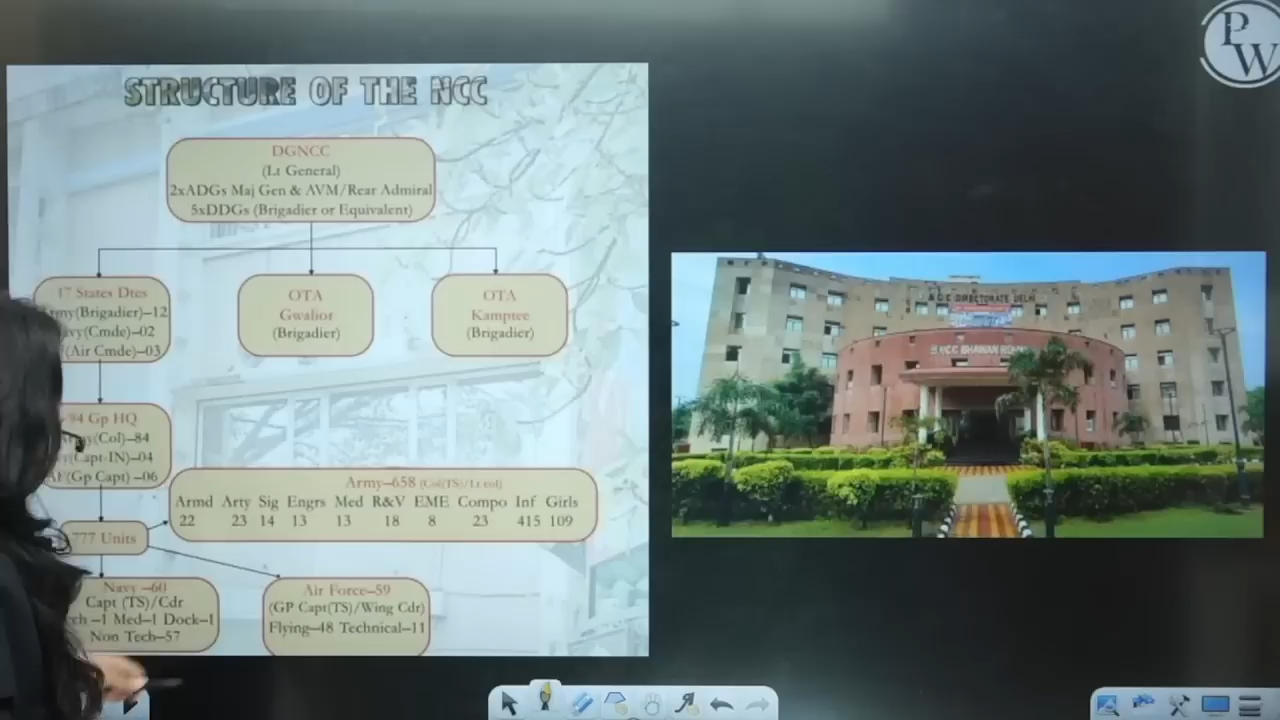 PW
STRUCTURE OF THE NCC
DGNCC
(Lt General)
2xADGs Maj Gen & AVM/Rear Admiral
5xDDGs (Brigadier or Equivalent)
17 States Dtes
(Brigadier)–12
(Cmde)–02
(Air Cmde)–03
OTA
Gwalior
(Brigadier)
OTA
Kamptee
(Brigadier)
Gp HQ
(Col)–84
(Capt-IN)–04
(Gp Capt) –06
Army–658 (Col(TS)/Lt col)
Armd Arty Sig Engrs Med R&V EME Compo Inf Girls
22 23 14 13 13 18 8 23 415 109
777 Units
Navy –60
Capt (TS)/Cdr
–1 Med–1 Dock–1
Non Tech–57
Air Force–59
(GP Capt(TS)/Wing Cdr)
Flying–48 Technical–11
N.C.C DIRECTORATE DELHI
NCC BHAWAN